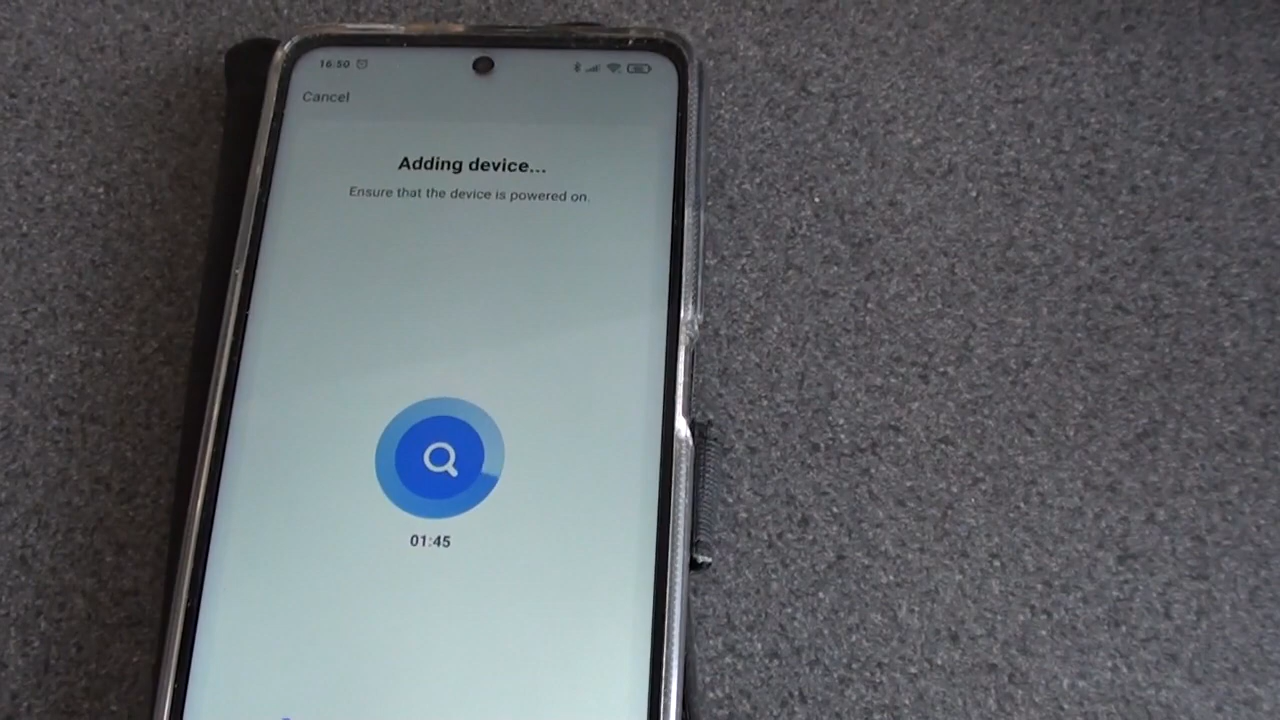 16:50
Cancel
Adding device...
Ensure that the device is powered on.
01:45